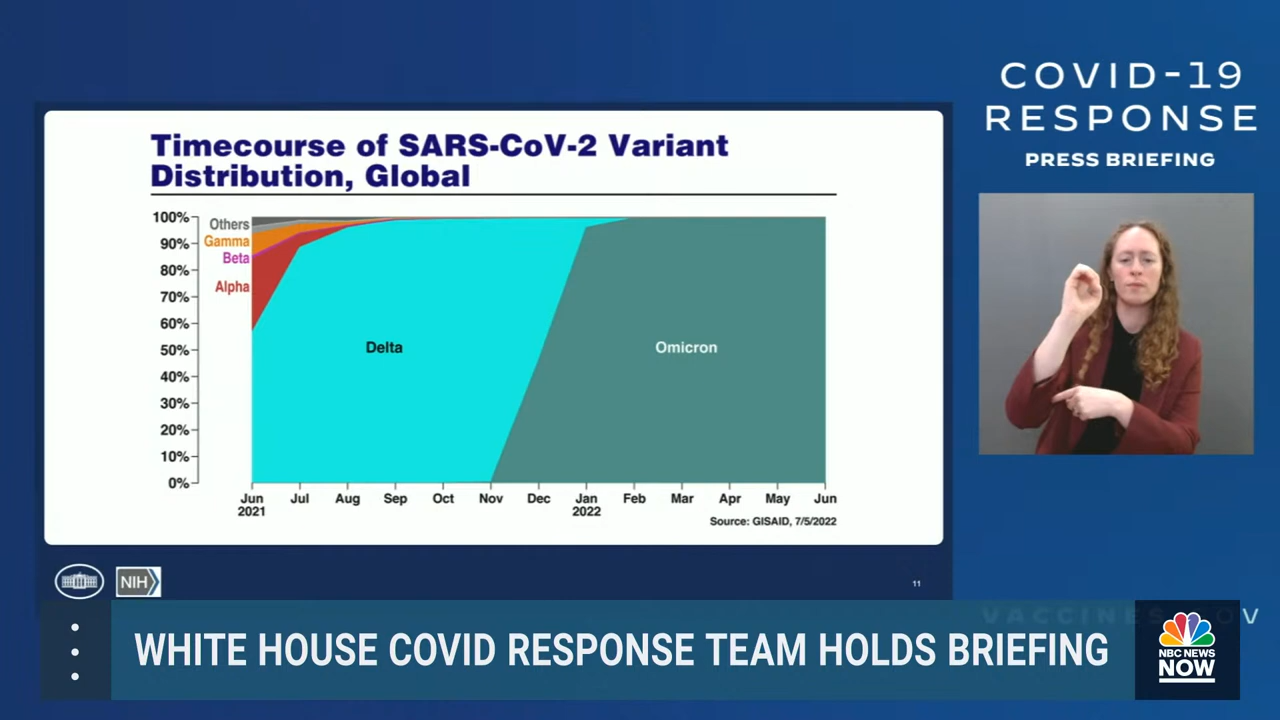 COVID-19
RESPONSE
PRESS BRIEFING
Timecourse of SARS-CoV-2 Variant
Distribution, Global
100%
90%
80%
70%
60%
50%
40%
30%
20%
10%
0%
Others
Gamma
Beta
Alpha
Delta
Omicron
Jun Jul Aug Sep Oct Nov Dec Jan Feb Mar Apr May Jun
2021 2022
Source: GISAID, 7/5/2022
NIH
11
VACCINES.GOV
WHITE HOUSE COVID RESPONSE TEAM HOLDS BRIEFING
NBC NEWS
NOW